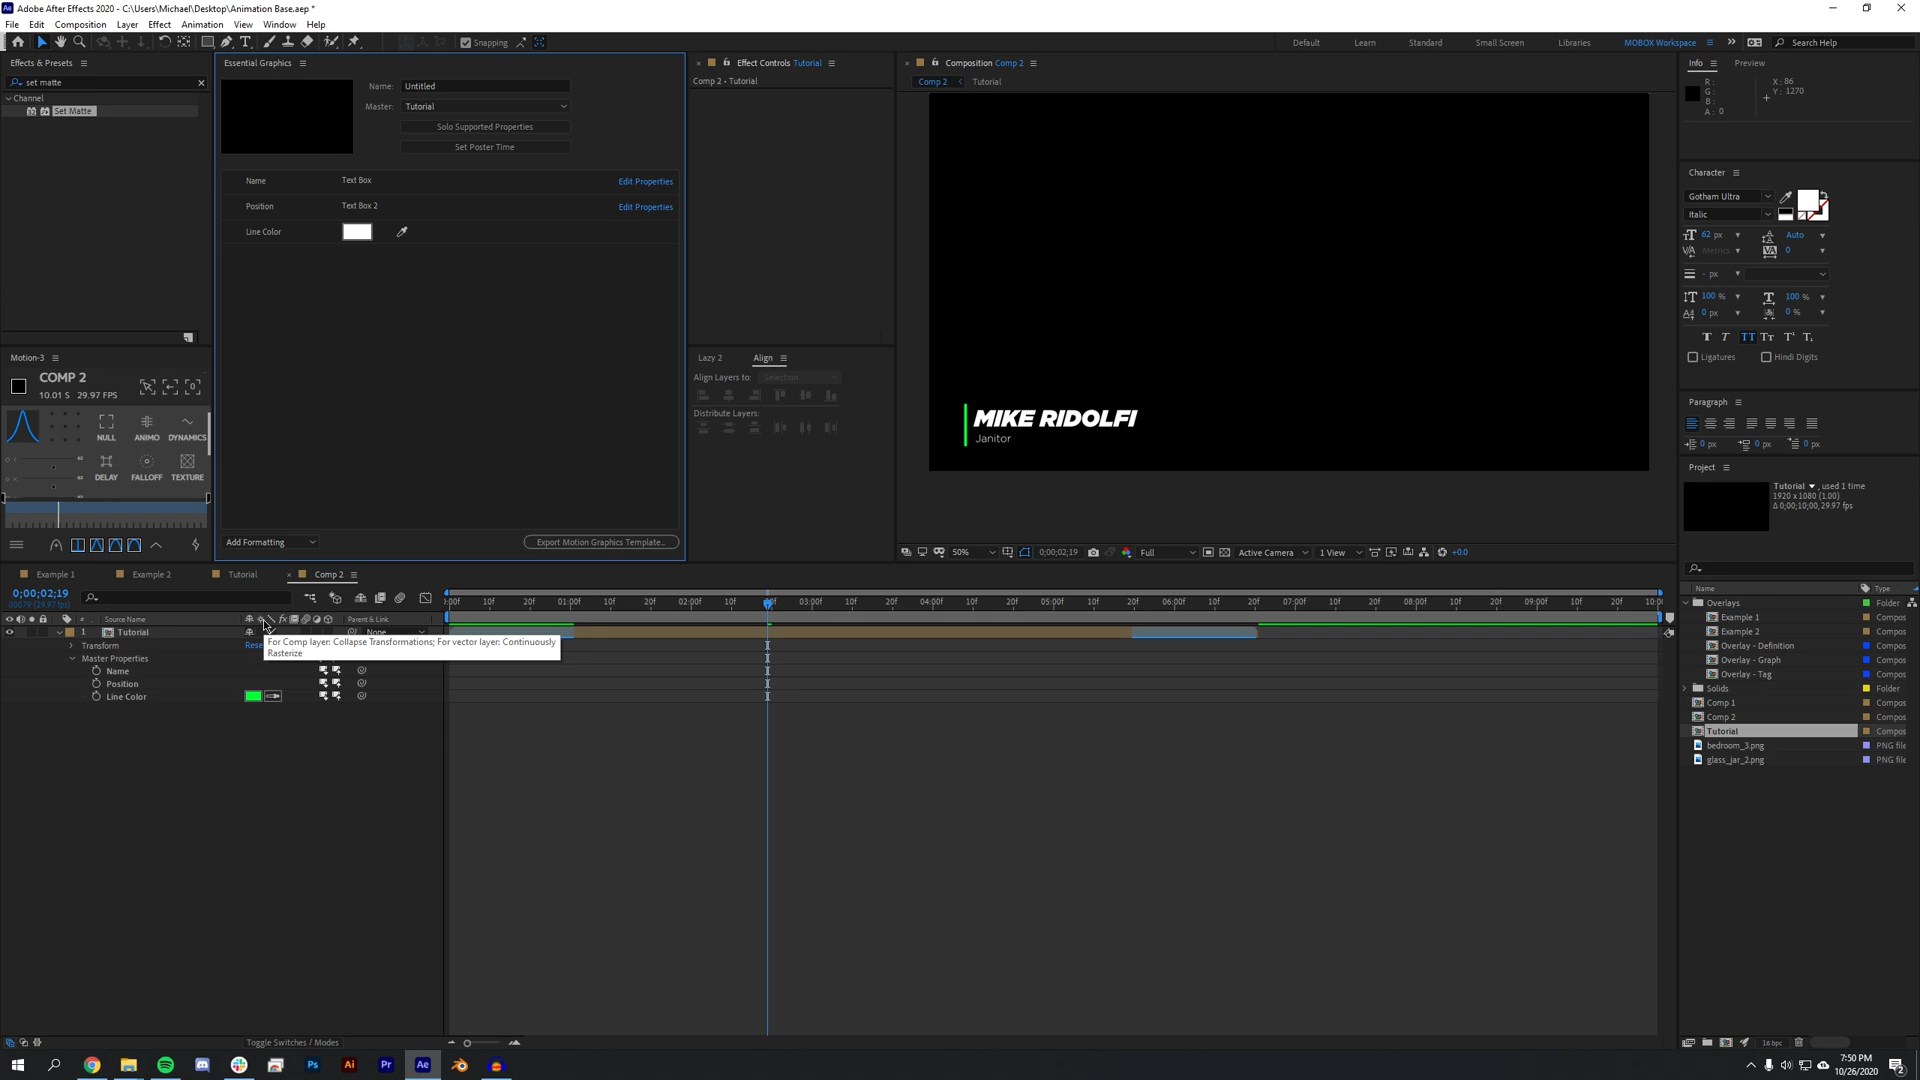 Adobe After Effects 2020 - C:\Users\Michael\Desktop\Animation Base.aep *
File Edit Composition Layer Effect Animation View Window Help
Snapping
Default Learn Standard Small Screen Libraries MOBOX Workspace
Search Help
Effects & Presets
set matte
Channel
Set Matte
Essential Graphics
Name: Untitled
Master: Tutorial
Solo Supported Properties
Set Poster Time
Name Text Box Edit Properties
Position Text Box 2 Edit Properties
Line Color
Add Formatting
Export Motion Graphics Template...
Effect Controls Tutorial
Comp 2 - Tutorial
Composition Comp 2
Comp 2 Tutorial
MIKE RIDOLFI
Janitor
50% 0;00;02;19 Full Active Camera 1 View +0.0
Info Preview
R:
G:
B:
A: 0
X: 86
Y: 1270
Character
Gotham Ultra
Italic
62 px Auto
Metrics 0
- px
100 % 100 %
0 px 0 %
Ligatures Hindi Digits
Paragraph
0 px 0 px 0 px
0 px 0 px
Project
Tutorial , used 1 time
1920 x 1080 (1.00)
Δ 0;00;10;00, 29.97 fps
Name Type
Overlays Folder
Example 1 Compos
Example 2 Compos
Overlay - Definition Compos
Overlay - Graph Compos
Overlay - Tag Compos
Solids Folder
Comp 1 Compos
Comp 2 Compos
Tutorial Compos
bedroom_3.png PNG file
glass_jar_2.png PNG file
16 bpc
Motion-3
COMP 2
10.01 S 29.97 FPS
NULL ANIMO DYNAMICS
DELAY FALLOFF TEXTURE
Lazy 2 Align
Align Layers to: Selection
Distribute Layers:
Example 1 Example 2 Tutorial Comp 2
0;00;02;19
00079 (29.97 fps)
:00f 10f 20f 01:00f 10f 20f 02:00f 10f 03:00f 10f 20f 04:00f 10f 20f 05:00f 10f 20f 06:00f 10f 20f 07:00f 10f 20f 08:00f 10f 20f 09:00f 10f 20f 10:0
# Source Name Parent & Link
1 Tutorial None
Transform Rese
Master Properties
Name
Position
Line Color
For Comp layer: Collapse Transformations; For vector layer: Continuously
Rasterize
Toggle Switches / Modes
7:50 PM
10/26/2020